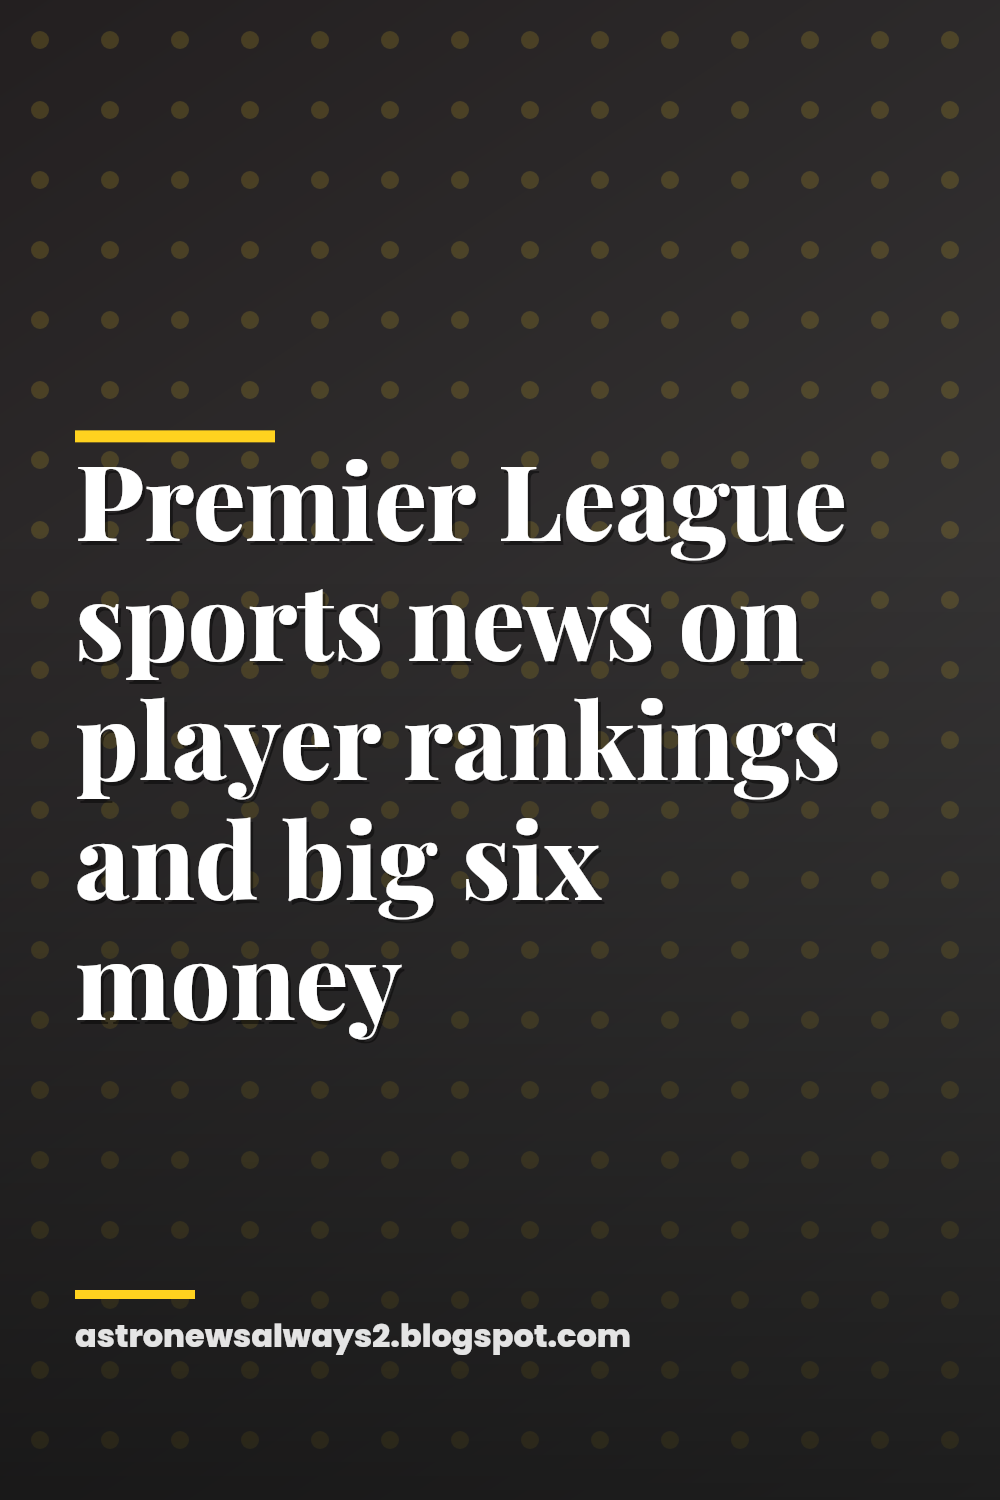 Premier League
sports news on
player rankings
and big six
money
astronewsalways2.blogspot.com